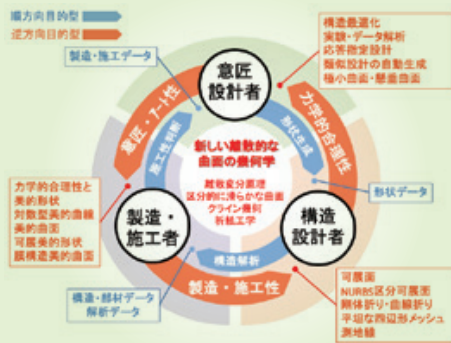 順方向目的型
逆方向目的型
製造・施工データ
意匠
設計者
構造最適化
実験・データ解析
応答指定設計
類似設計の自動生成
極小曲面・懸垂曲面
意匠・アート性
施工性判断
形状生成
力学的合理性
新しい離散的な
曲面の幾何学
離散変分原理
区分的に滑らかな曲面
クライン幾何
折紙工学
形状データ
力学的合理性と
美的形状
対数型美的曲線
美的曲面
可展美的形状
膜構造美的曲面
製造・
施工者
構造
設計者
構造解析
製造・施工性
構造・部材データ
解析データ
可展面
NURBS区分可展面
剛体折り・曲線折り
平坦な四辺形メッシュ
測地線